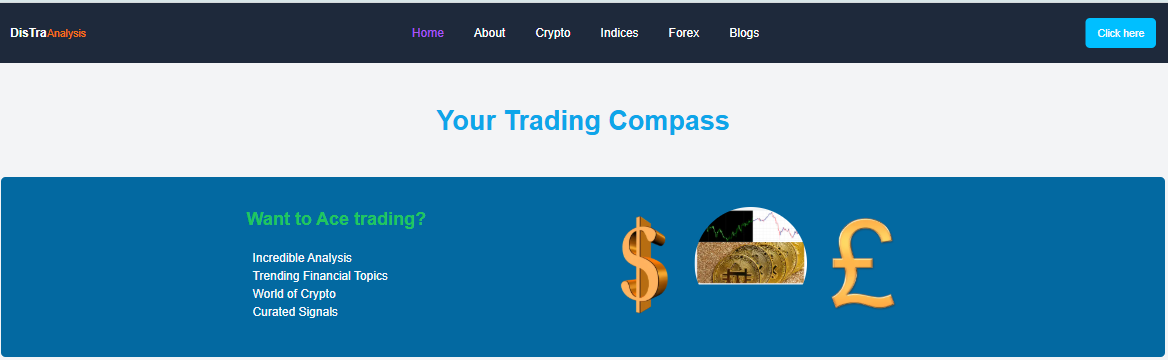 DisTraAnalysis Home About Crypto Indices Forex Blogs Click here
Your Trading Compass
Want to Ace trading?
Incredible Analysis
Trending Financial Topics
World of Crypto
Curated Signals